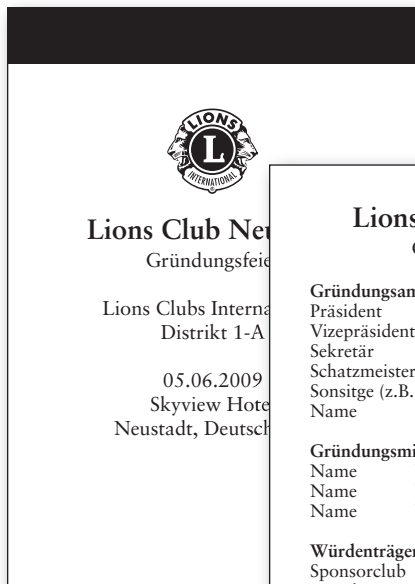 LIONS
L
INTERNATIONAL
Lions Club Neu
Gründungsfeie
Lions Clubs Interna
Distrikt 1-A
05.06.2009
Skyview Hote
Neustadt, Deutsch
Lions
Gründungsam
Präsident
Vizepräsident
Sekretär
Schatzmeister
Sonsitge (z.B.
Name
Gründungsmi
Name
Name
Name
Würdenträger
Sponsorclub